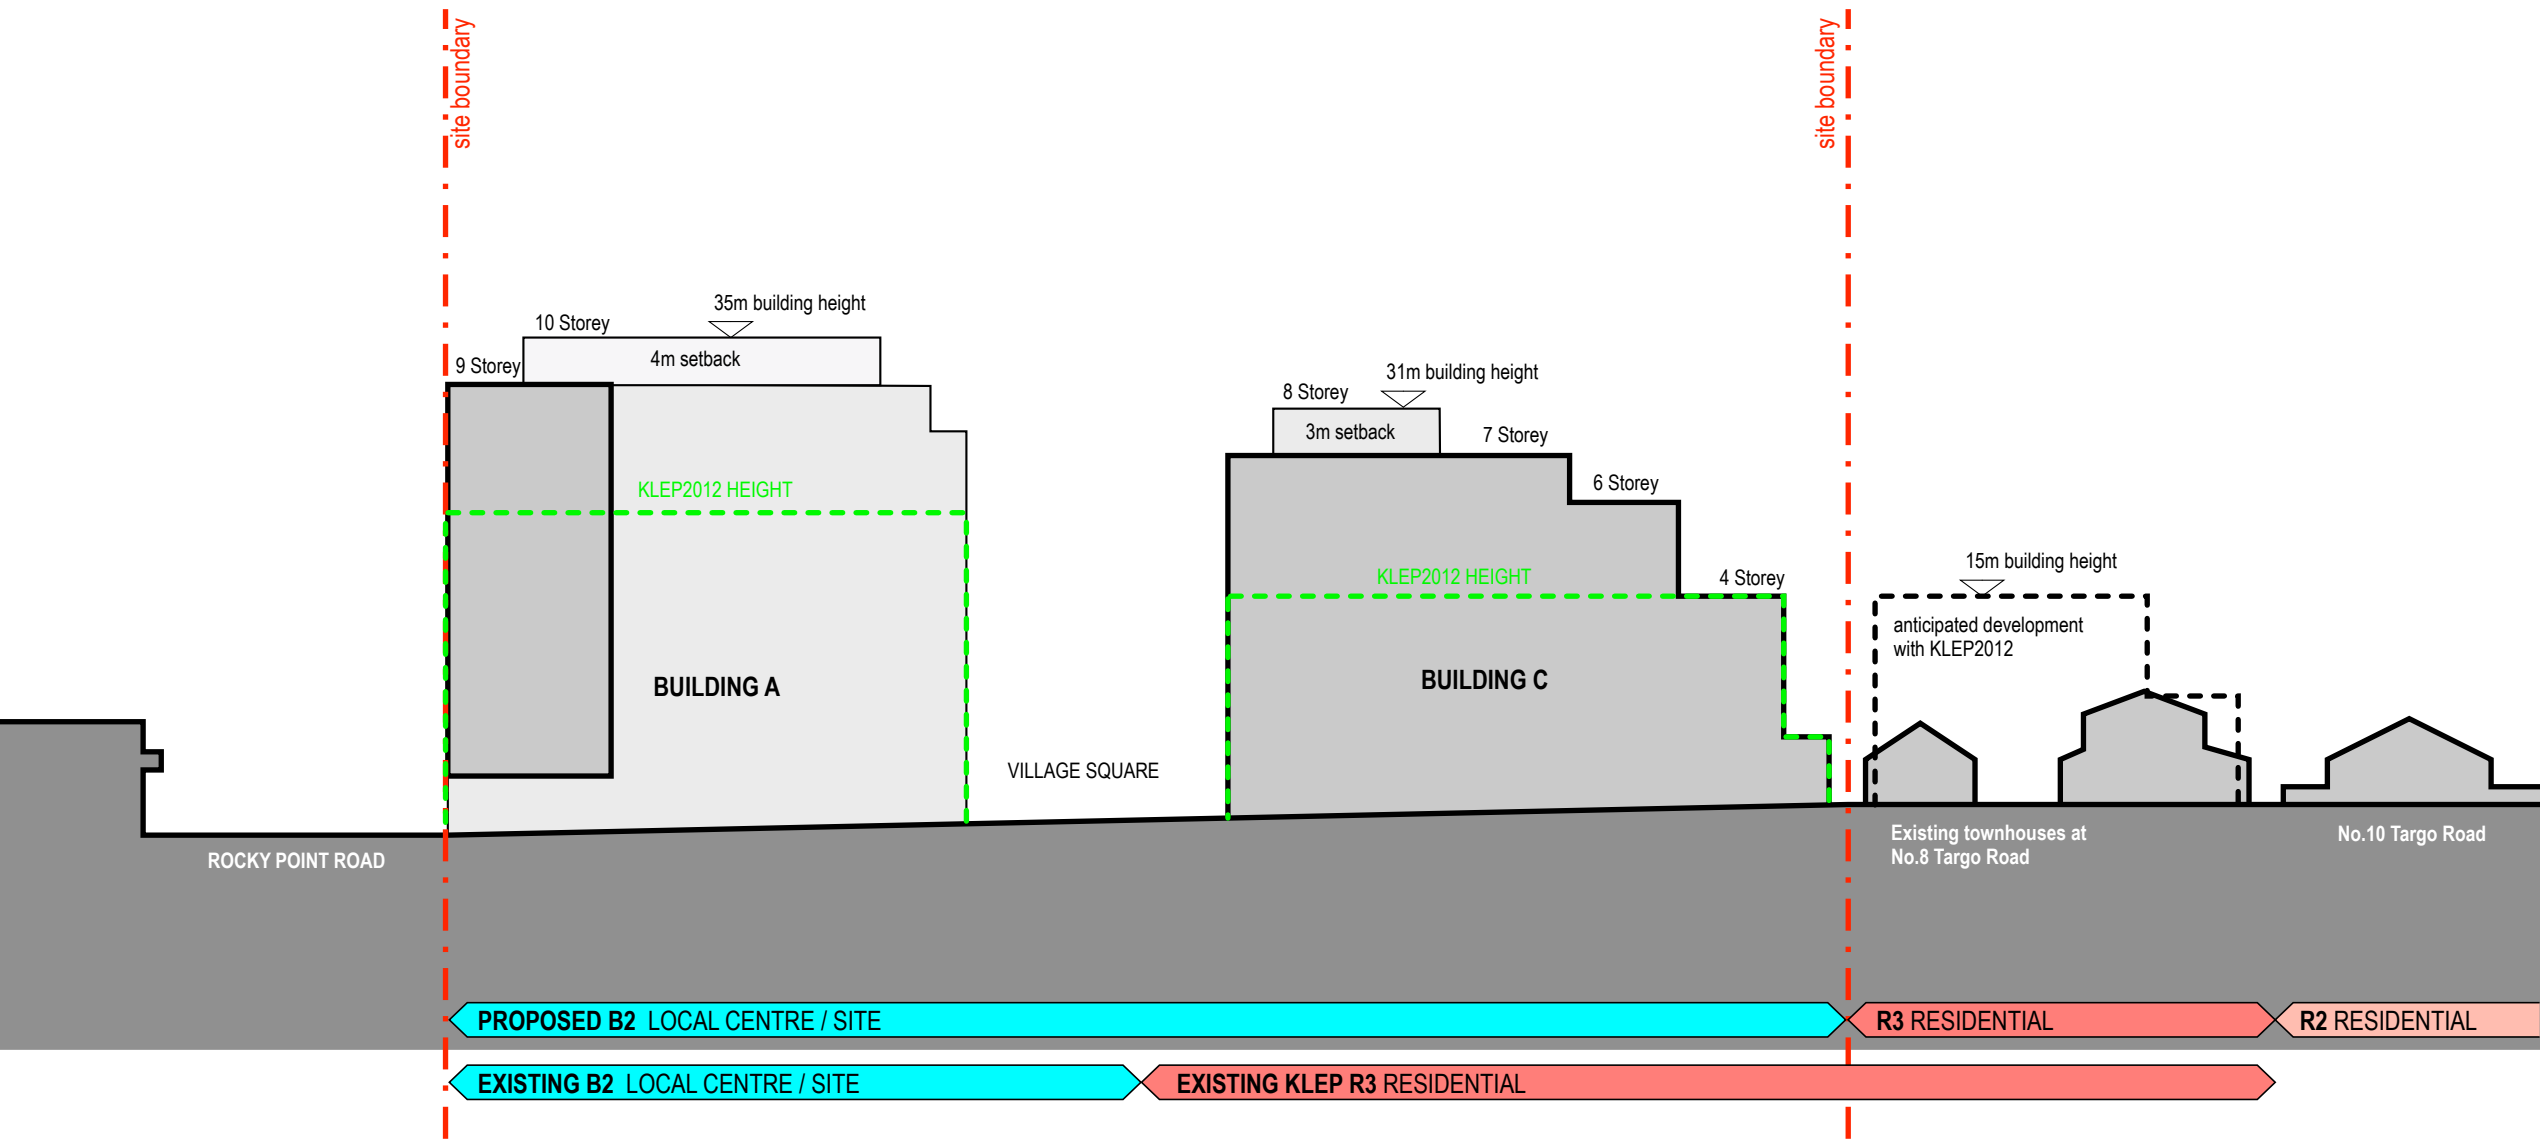 site boundary
site boundary
35m building height
10 Storey
4m setback
9 Storey
31m building height
8 Storey
3m setback
7 Storey
6 Storey
KLEP2012 HEIGHT
KLEP2012 HEIGHT
4 Storey
15m building height
anticipated development
with KLEP2012
BUILDING A
BUILDING C
VILLAGE SQUARE
ROCKY POINT ROAD
Existing townhouses at
No.8 Targo Road
No.10 Targo Road
PROPOSED B2 LOCAL CENTRE / SITE
R3 RESIDENTIAL
R2 RESIDENTIAL
EXISTING B2 LOCAL CENTRE / SITE
EXISTING KLEP R3 RESIDENTIAL